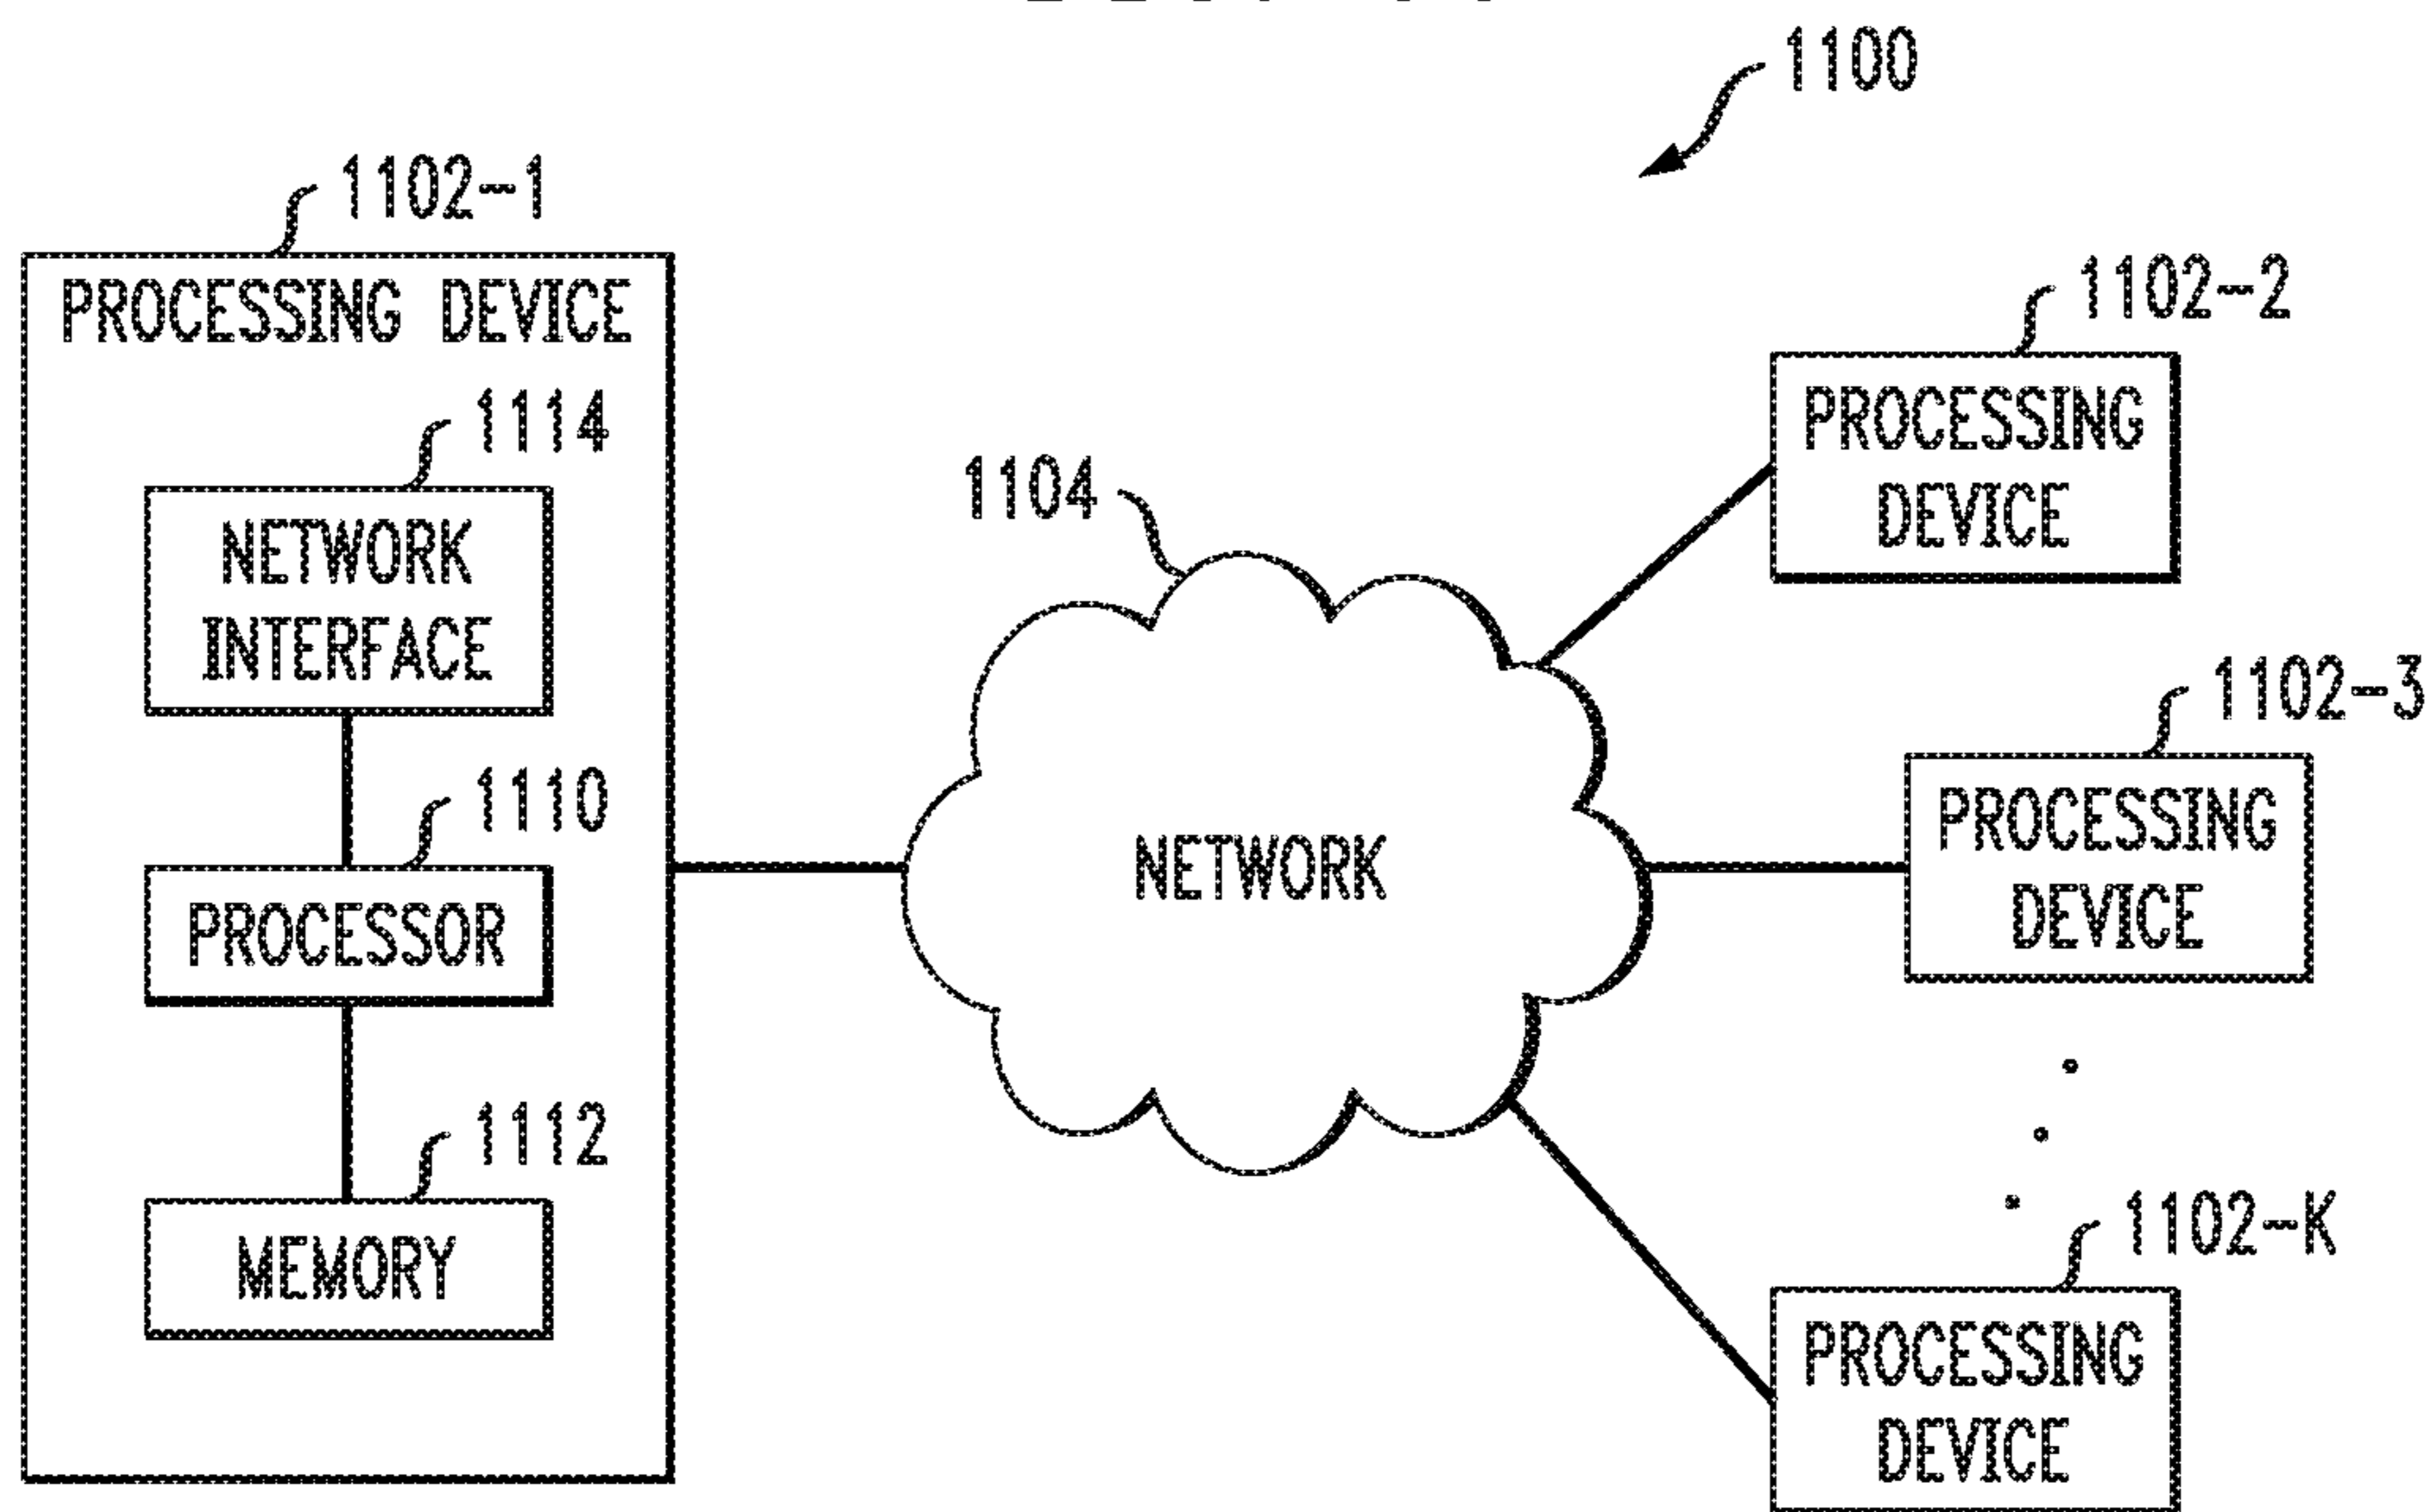 1100
1102-1
PROCESSING DEVICE
1114
NETWORK
INTERFACE
1110
PROCESSOR
1112
MEMORY
1104
NETWORK
1102-2
PROCESSING
DEVICE
1102-3
PROCESSING
DEVICE
1102-K
PROCESSING
DEVICE